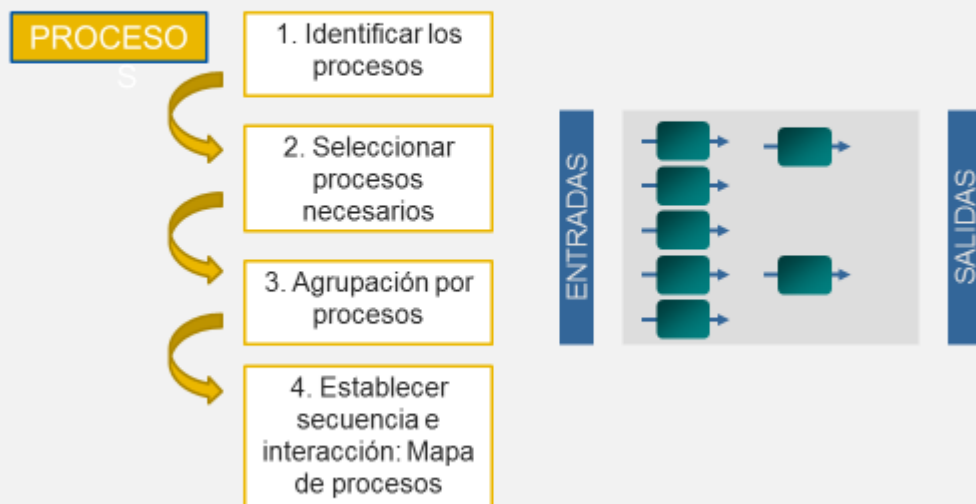 PROCESO
S
1. Identificar los
procesos
2. Seleccionar
procesos
necesarios
3. Agrupación por
procesos
4. Establecer
secuencia e
interacción: Mapa
de procesos
ENTRADAS
SALIDAS